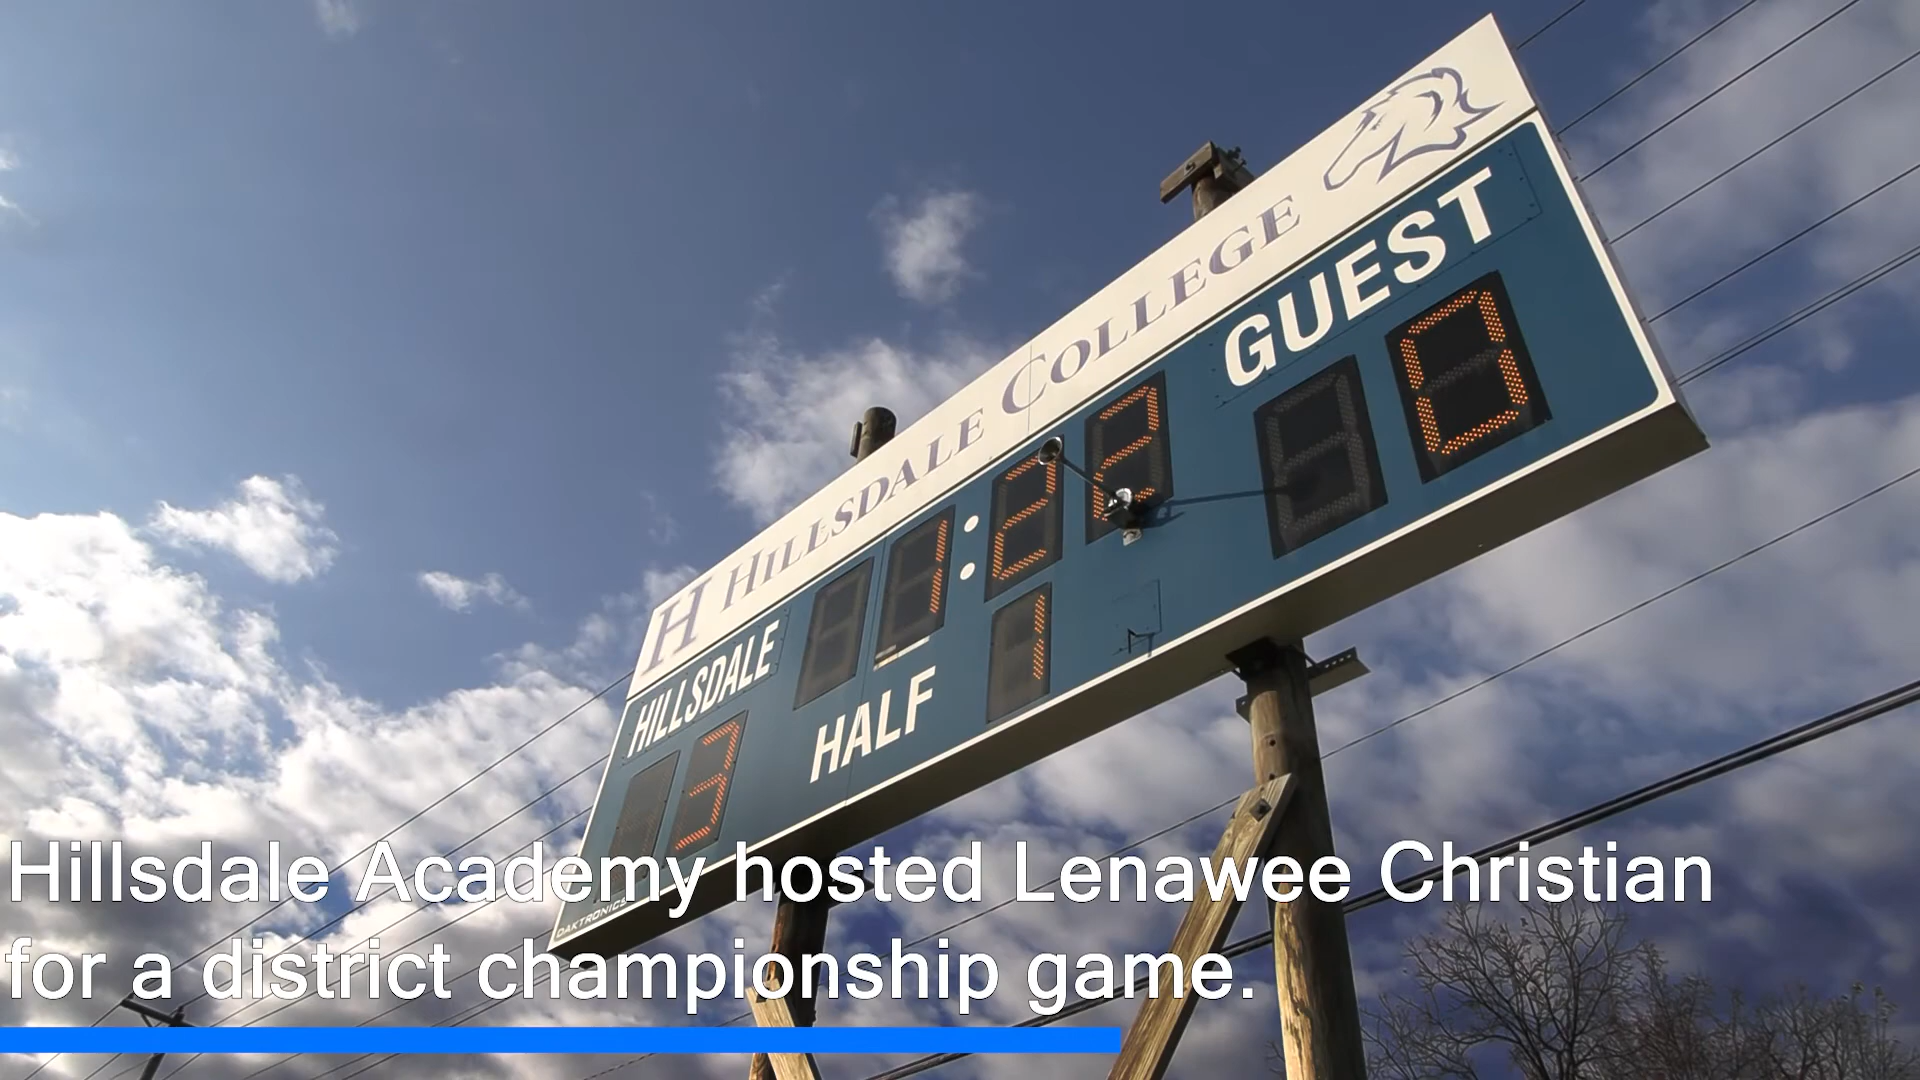 H HILLSDALE COLLEGE
HILLSDALE
GUEST
1:22
3
HALF
1
0
DAKTRONICS
Hillsdale Academy hosted Lenawee Christian
for a district championship game.